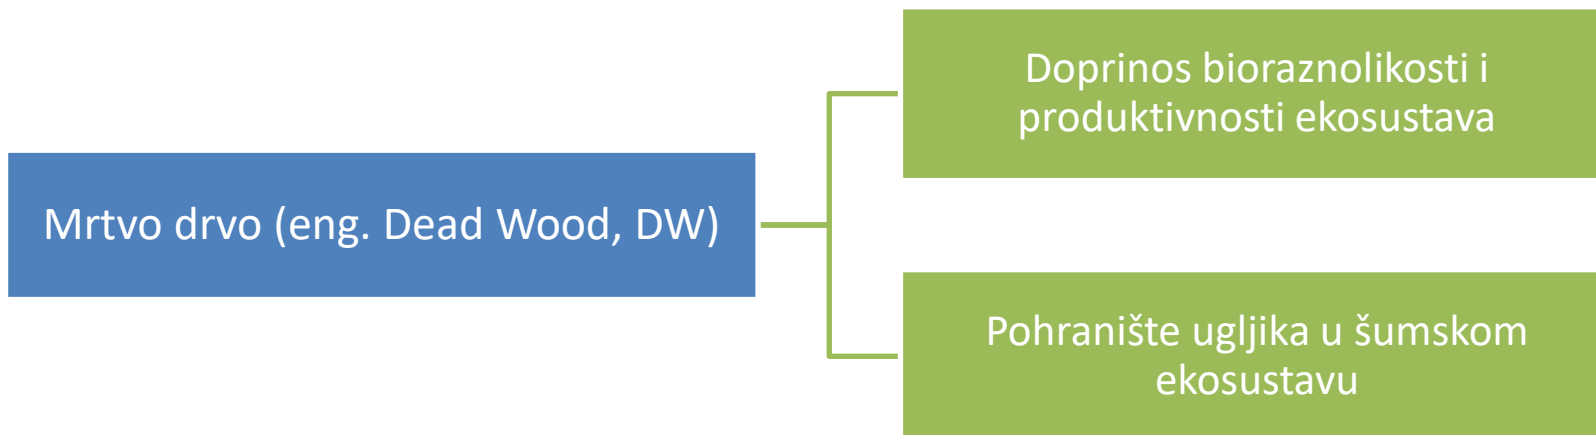 Doprinos bioraznolikosti i
produktivnosti ekosustava
Mrtvo drvo (eng. Dead Wood, DW)
Pohranište ugljika u šumskom
ekosustavu